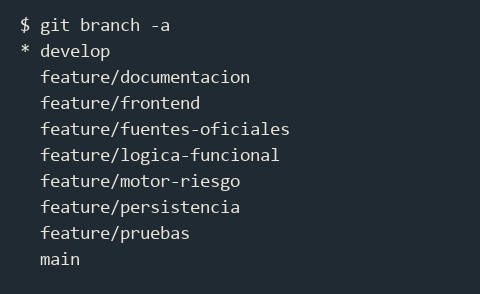 $ git branch -a
* develop
  feature/documentacion
  feature/frontend
  feature/fuentes-oficiales
  feature/logica-funcional
  feature/motor-riesgo
  feature/persistencia
  feature/pruebas
  main